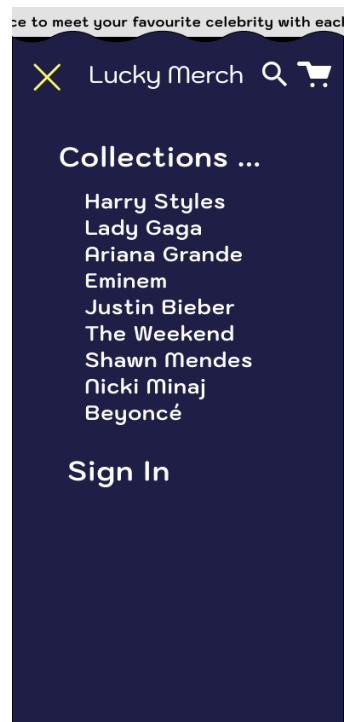 ce to meet your favourite celebrity with each
Lucky Merch
Collections ...
Harry Styles
Lady Gaga
Ariana Grande
Eminem
Justin Bieber
The Weekend
Shawn Mendes
Nicki Minaj
Beyoncé
Sign In